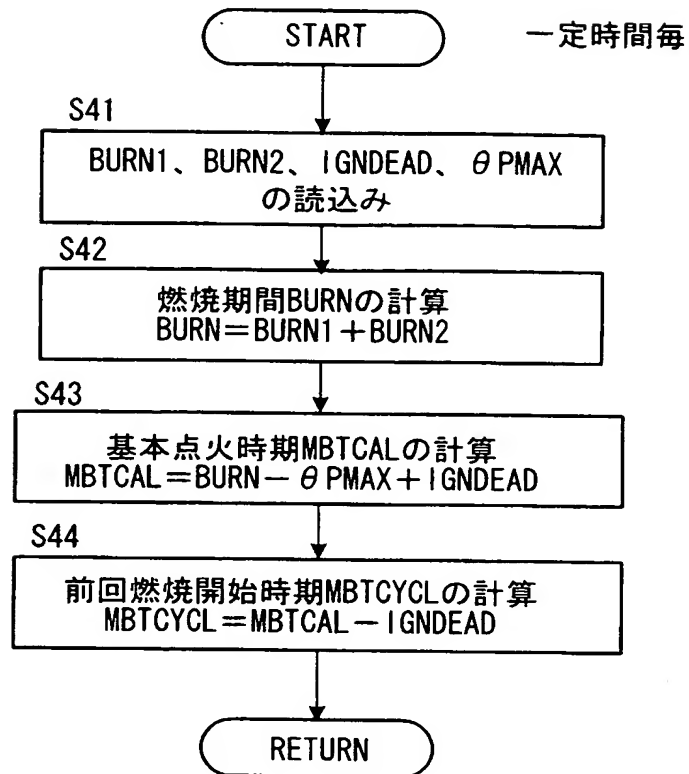 START
一定時間毎
S41
BURN1、BURN2、IGNDEAD、θPMAX
の読込み
S42
燃焼期間BURNの計算
BURN=BURN1+BURN2
S43
基本点火時期MBTCALの計算
MBTCAL=BURN-θPMAX+IGNDEAD
S44
前回燃焼開始時期MBTCYCLの計算
MBTCYCL=MBTCAL-IGNDEAD
RETURN